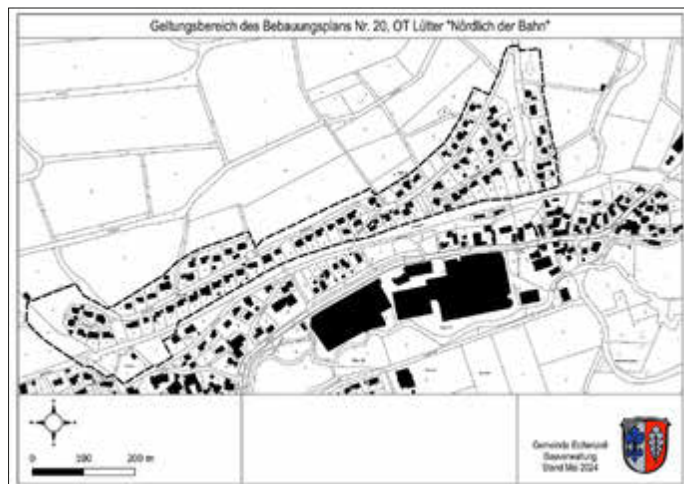 Geltungsbereich des Bebauungsplans Nr. 20, OT Lütter "Nördlich der Bahn"
0 100 200 m
Gemeinde Eichenzell
Bauverwaltung
Stand Mai 2024